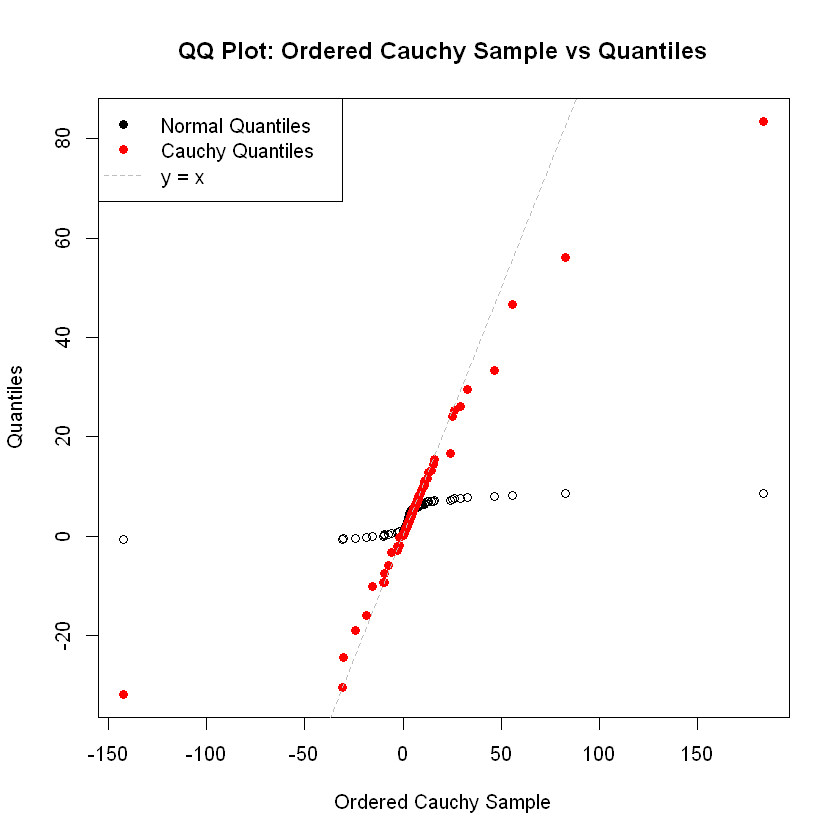 QQ Plot: Ordered Cauchy Sample vs Quantiles
Normal Quantiles
Cauchy Quantiles
y = x
80
60
40
20
0
-20
Quantiles
-150 -100 -50 0 50 100 150
Ordered Cauchy Sample